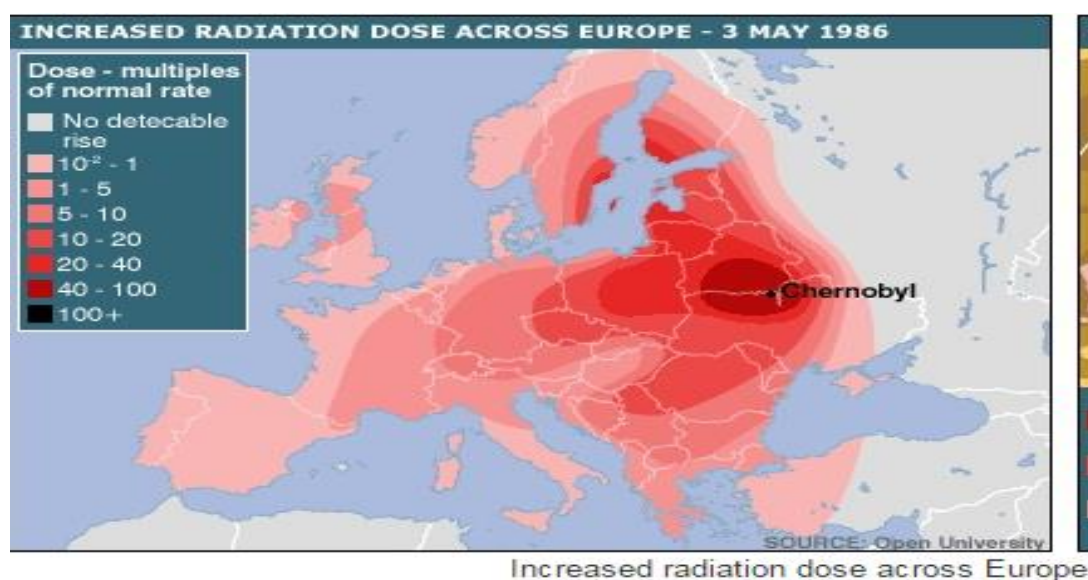 INCREASED RADIATION DOSE ACROSS EUROPE - 3 MAY 1986
Dose - multiples
of normal rate
No detecable
rise
10⁻² - 1
1 - 5
5 - 10
10 - 20
20 - 40
40 - 100
100+
Chernobyl
SOURCE: Open University
Increased radiation dose across Europe